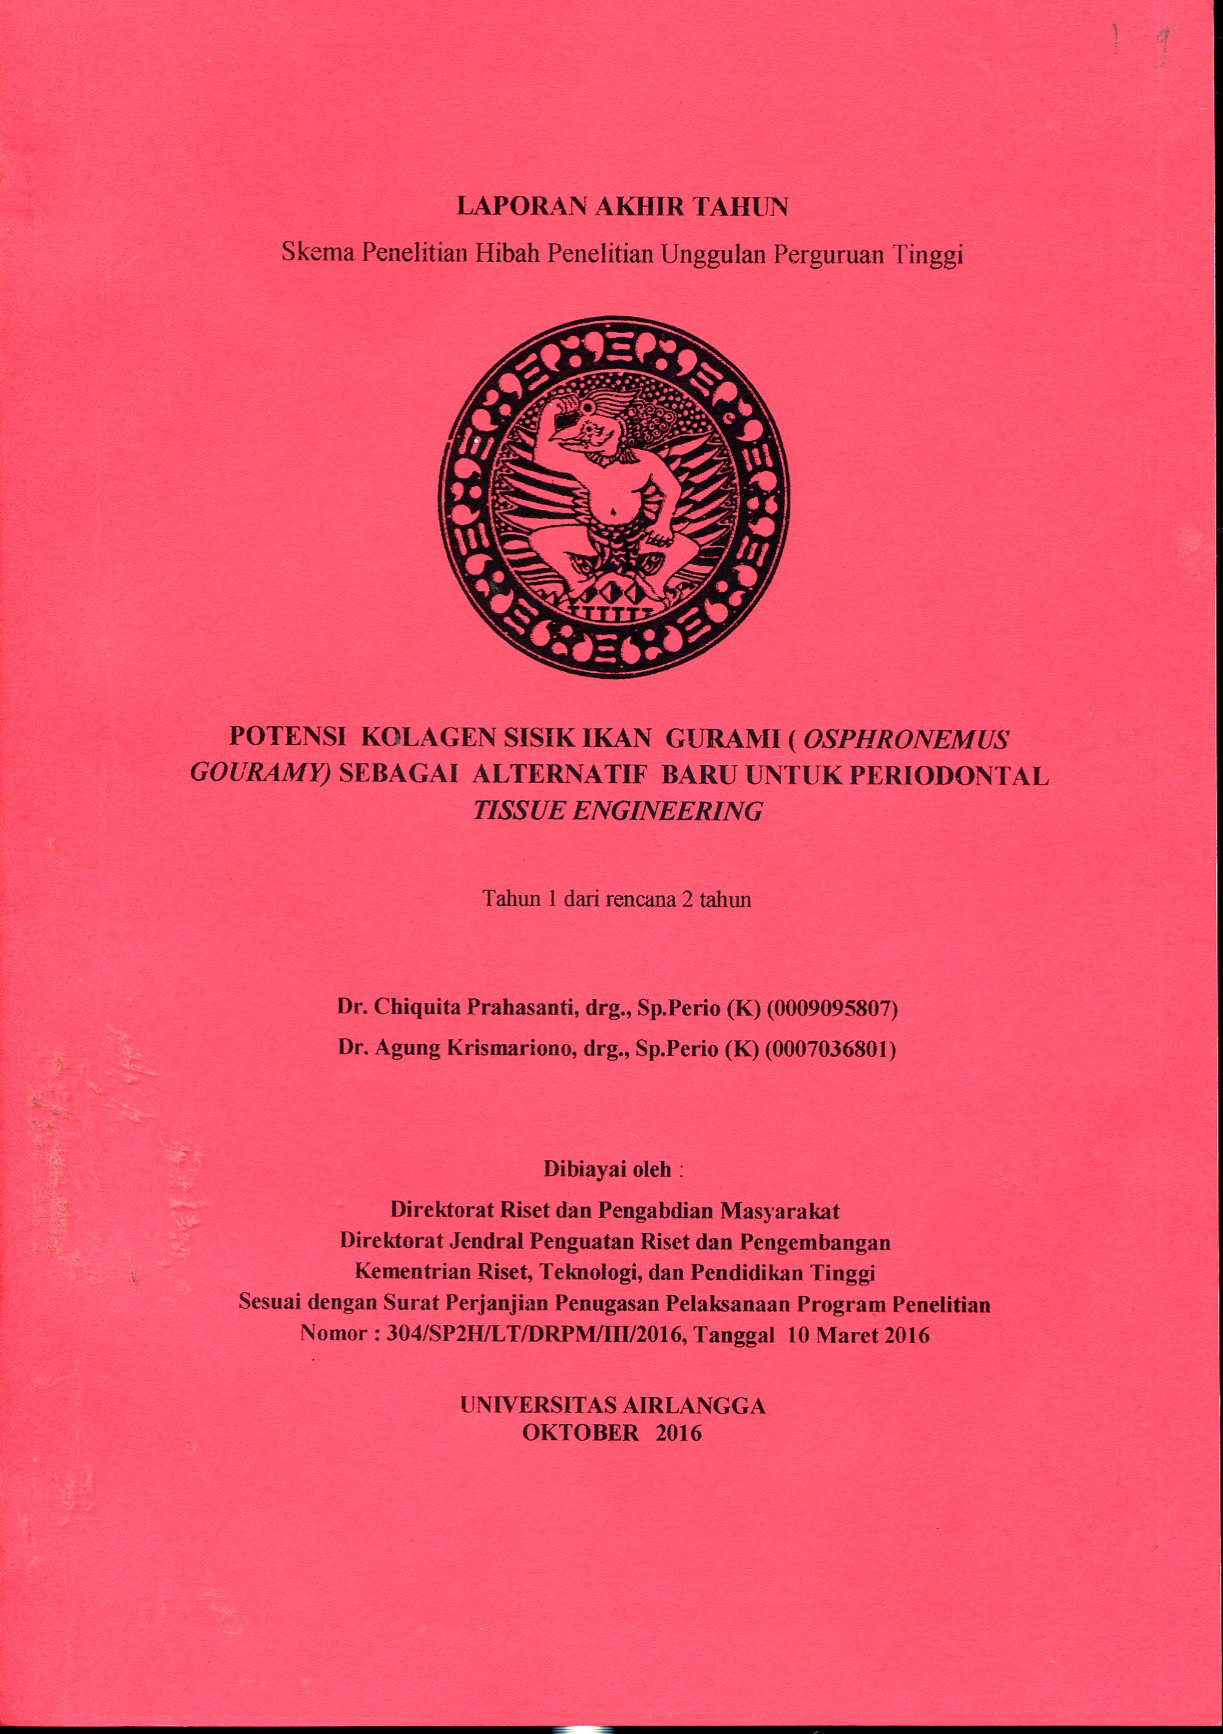 LAPORAN AKHIR TAHUN
Skema Penelitian Hibah Penelitian Unggulan Perguruan Tinggi
POTENSI KOLAGEN SISIK IKAN GURAMI ( OSPHRONEMUS
GOURAMY) SEBAGAI ALTERNATIF BARU UNTUK PERIODONTAL
TISSUE ENGINEERING
Tahun 1 dari rencana 2 tahun
Dr. Chiquita Prahasanti, drg., Sp.Perio (K) (0009095807)
Dr. Agung Krismariono, drg., Sp.Perio (K) (0007036801)
Dibiayai oleh :
Direktorat Riset dan Pengabdian Masyarakat
Direktorat Jendral Penguatan Riset dan Pengembangan
Kementrian Riset, Teknologi, dan Pendidikan Tinggi
Sesuai dengan Surat Perjanjian Penugasan Pelaksanaan Program Penelitian
Nomor : 304/SP2H/LT/DRPM/III/2016, Tanggal 10 Maret 2016
UNIVERSITAS AIRLANGGA
OKTOBER 2016